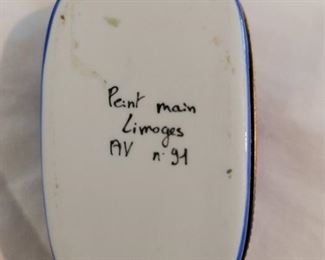 Peint main
Limoges
AV n. 91